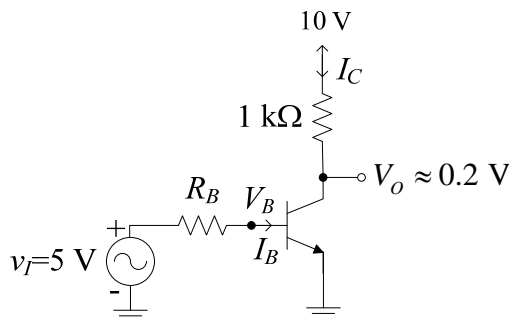 10 V
I_C
1 kΩ
V_o ≈ 0.2 V
R_B
V_B
+
I_B
v_I=5 V
-